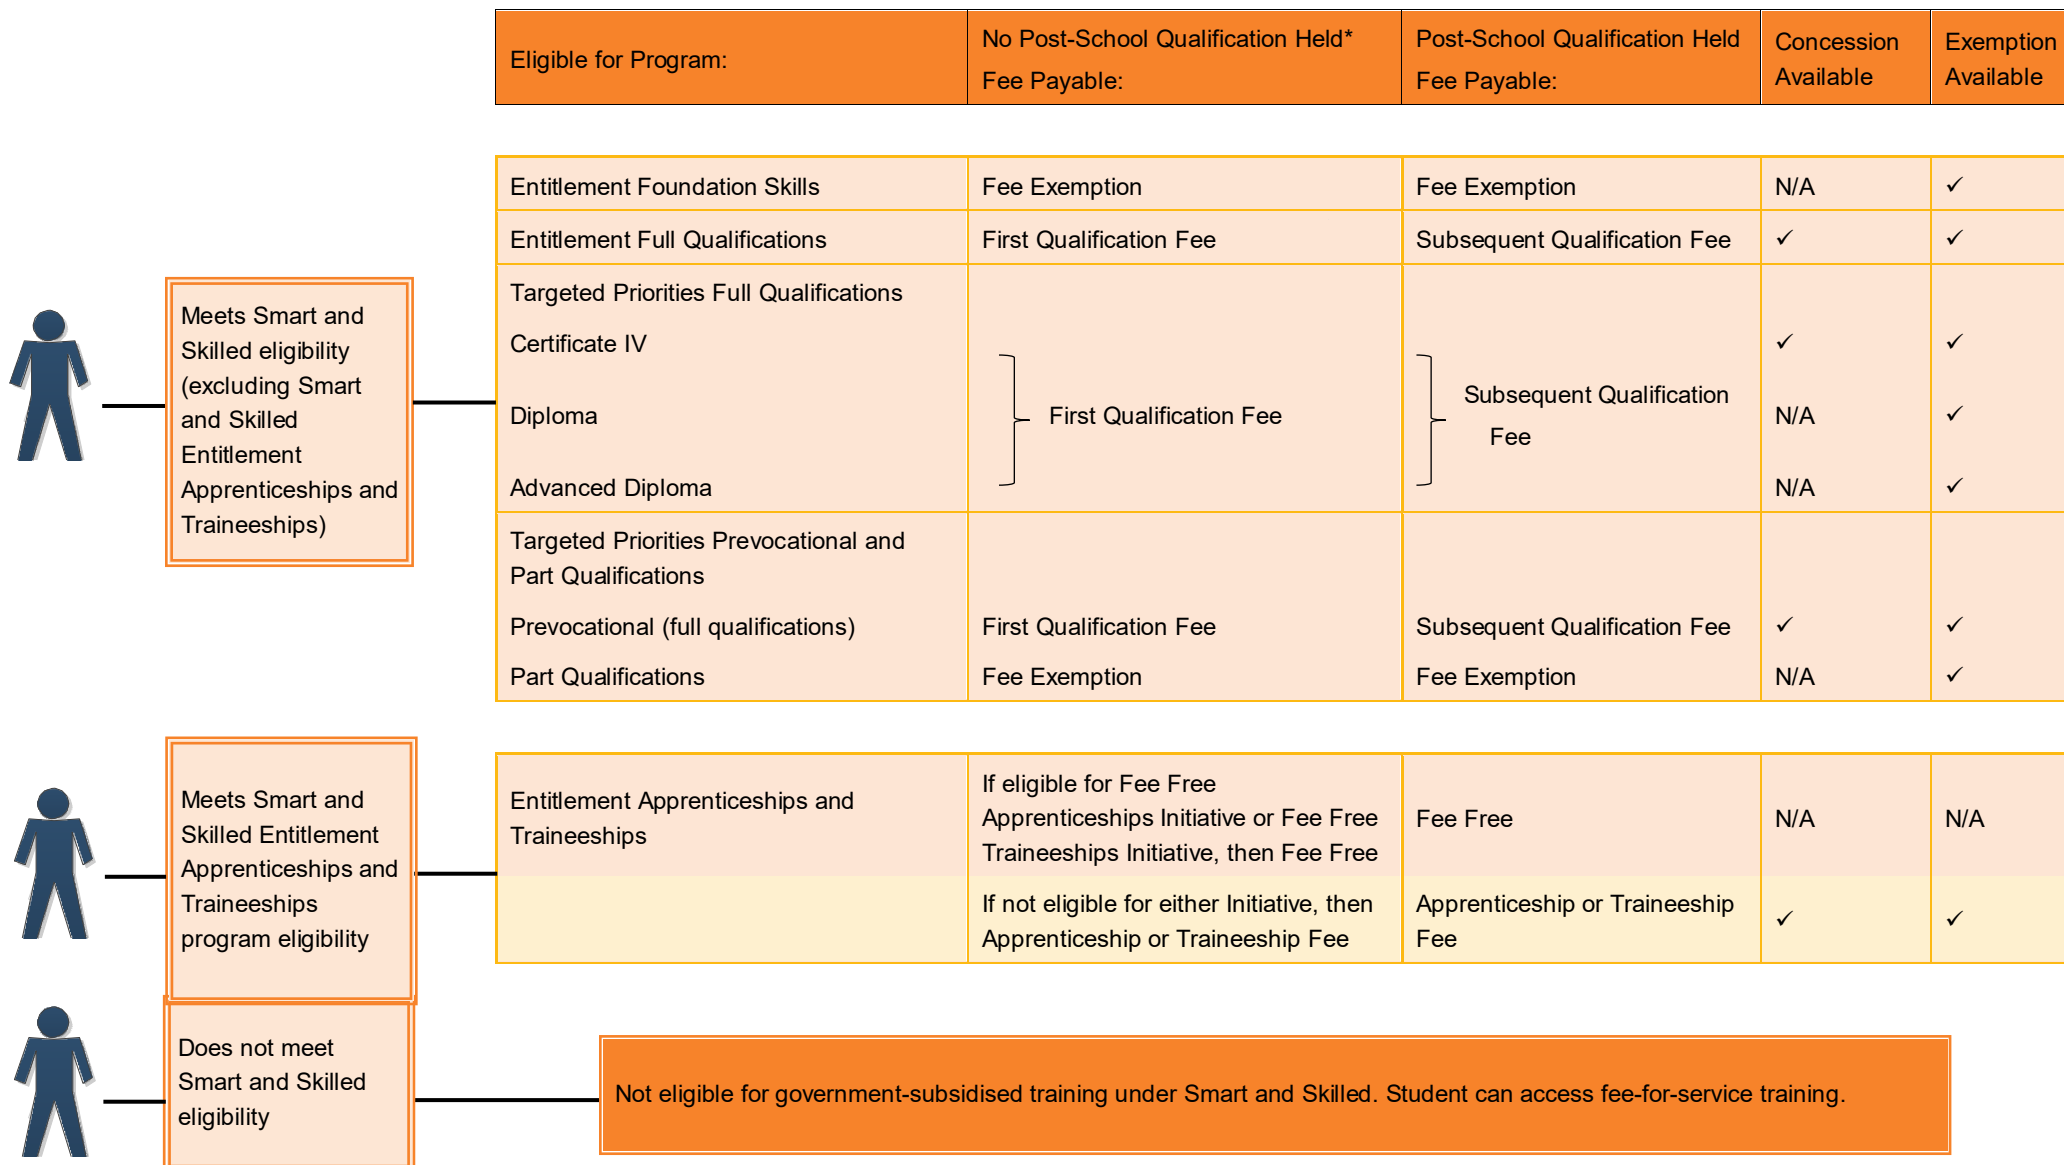 Eligible for Program:
No Post-School Qualification Held*
Fee Payable:
Post-School Qualification Held
Fee Payable:
Concession
Available
Exemption
Available
Meets Smart and
Skilled eligibility
(excluding Smart
and Skilled
Entitlement
Apprenticeships and
Traineeships)
Entitlement Foundation Skills
Fee Exemption
Fee Exemption
N/A
✓
Entitlement Full Qualifications
First Qualification Fee
Subsequent Qualification Fee
✓
✓
Targeted Priorities Full Qualifications
Certificate IV
✓
✓
Diploma
First Qualification Fee
Subsequent Qualification
Fee
N/A
✓
Advanced Diploma
N/A
✓
Targeted Priorities Prevocational and
Part Qualifications
Prevocational (full qualifications)
First Qualification Fee
Subsequent Qualification Fee
✓
✓
Part Qualifications
Fee Exemption
Fee Exemption
N/A
✓
Meets Smart and
Skilled Entitlement
Apprenticeships and
Traineeships
program eligibility
Entitlement Apprenticeships and
Traineeships
If eligible for Fee Free
Apprenticeships Initiative or Fee Free
Traineeships Initiative, then Fee Free
Fee Free
N/A
N/A
If not eligible for either Initiative, then
Apprenticeship or Traineeship Fee
Apprenticeship or Traineeship
Fee
✓
✓
Does not meet
Smart and Skilled
eligibility
Not eligible for government-subsidised training under Smart and Skilled. Student can access fee-for-service training.